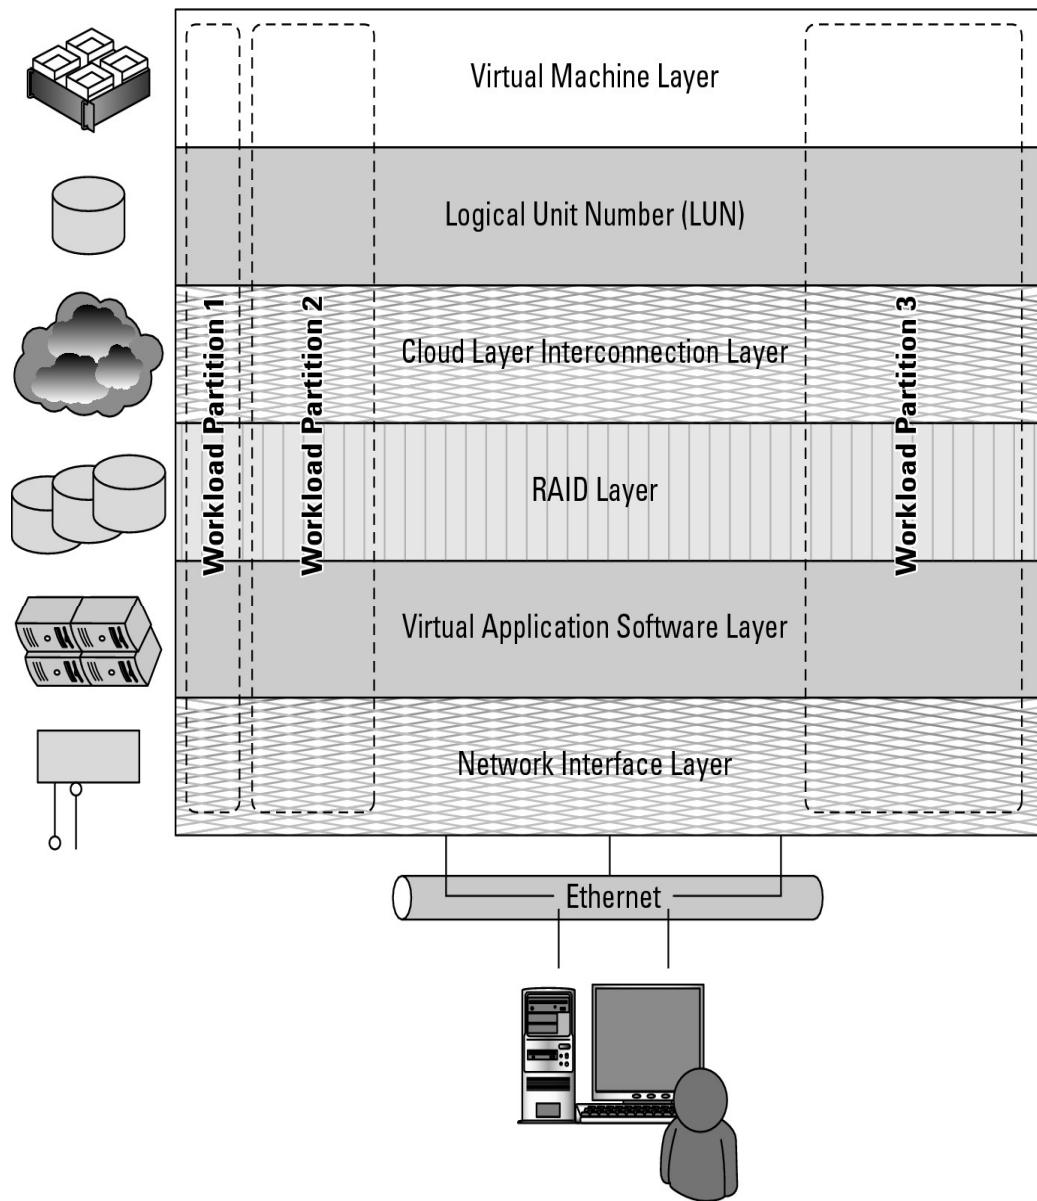 Virtual Machine Layer
Logical Unit Number (LUN)
Cloud Layer Interconnection Layer
RAID Layer
Virtual Application Software Layer
Network Interface Layer
Workload Partition 1
Workload Partition 2
Workload Partition 3
Ethernet